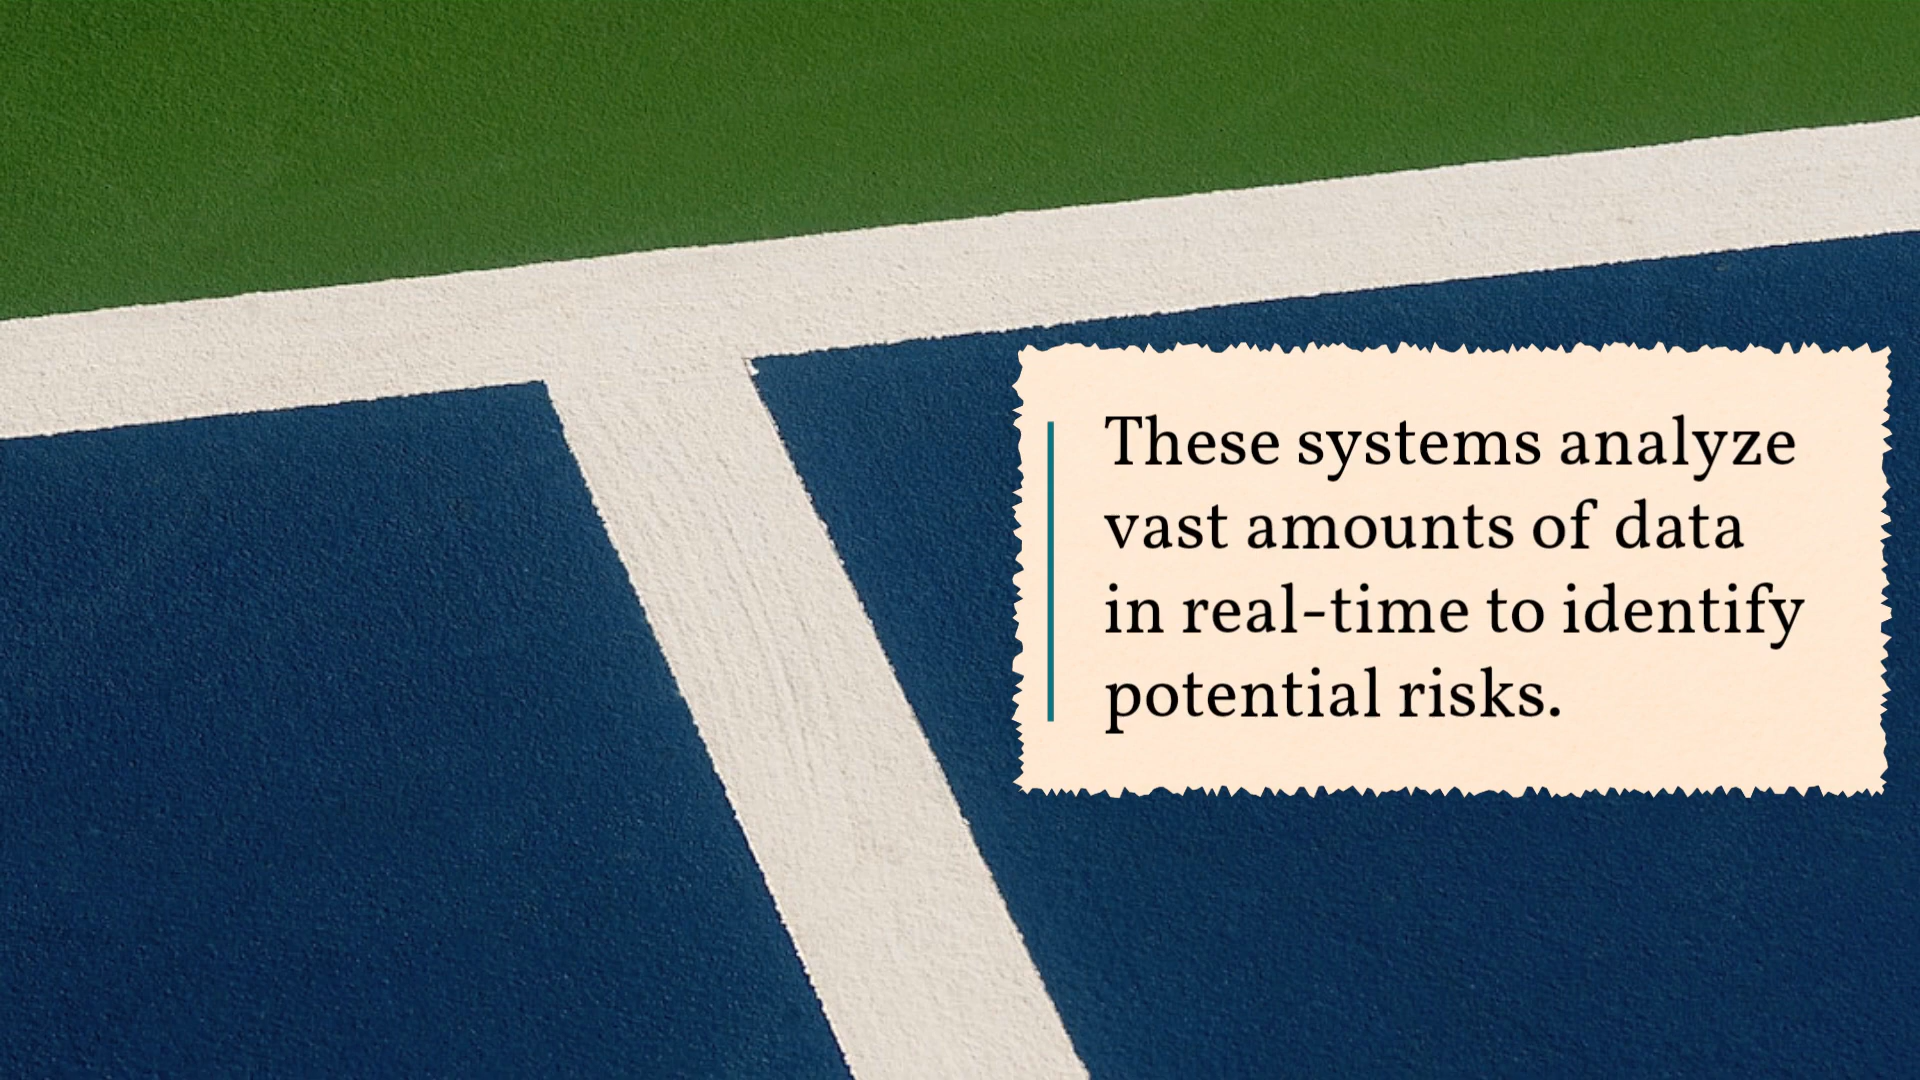 These systems analyze
vast amounts of data
in real-time to identify
potential risks.